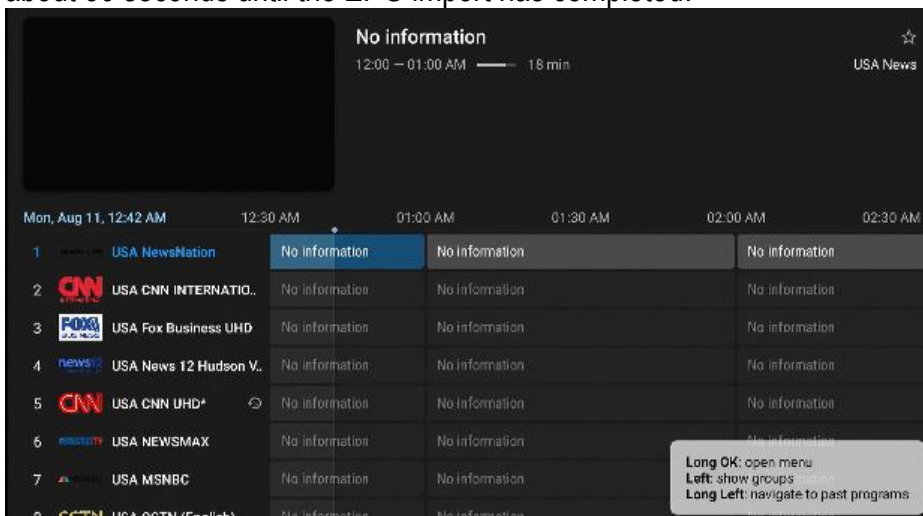 about 30 seconds until the EPG import has completed.
No information
12:00 — 01:00 AM 18 min
USA News
Mon, Aug 11, 12:42 AM 12:30 AM 01:00 AM 01:30 AM 02:00 AM 02:30 AM
1 USA NewsNation No information No information No information
2 CNN USA CNN INTERNATIO.. No information No information No information
3 FOX USA Fox Business UHD No information No information No information
4 news12 USA News 12 Hudson V.. No information No information No information
5 CNN USA CNN UHD* No information No information No information
6 USA NEWSMAX No information No information No information
7 USA MSNBC No information No information
Long OK: open menu
Left: show groups
Long Left: navigate to past programs